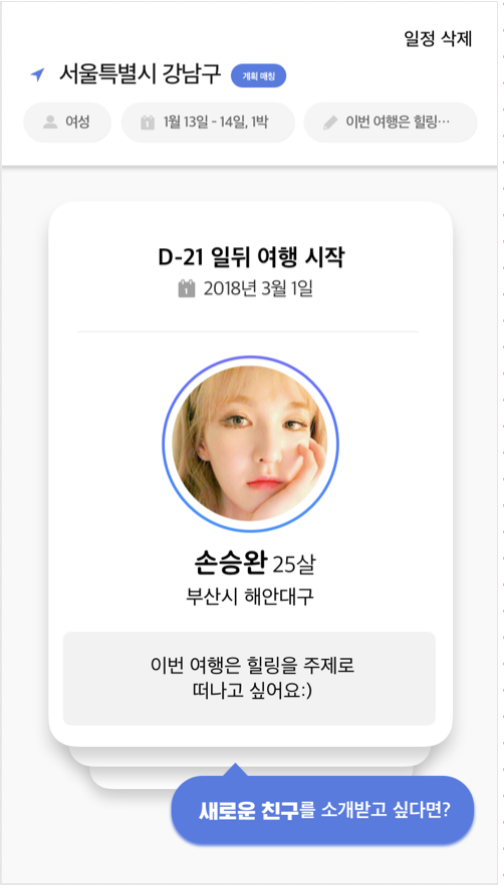 일정 삭제
서울특별시 강남구 계획 매칭
여성 1월 13일 - 14일, 1박 이번 여행은 힐링···
D-21 일뒤 여행 시작
1 2018년 3월 1일
손승완 25살
부산시 해안대구
이번 여행은 힐링을 주제로
떠나고 싶어요:)
새로운 친구를 소개받고 싶다면?